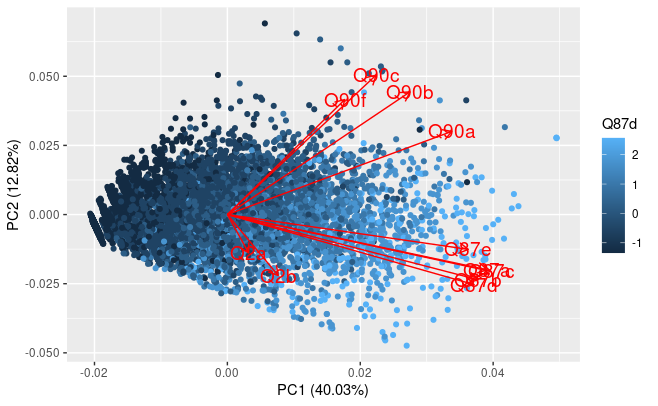 0.050
0.025
0.000
-0.025
-0.050
-0.02
0.00
0.02
0.04
PC2 (12.82%)
PC1 (40.03%)
Q90c
Q90b
Q90f
Q90a
Q87e
Q87d
Q2b
Q87d
2
1
0
-1